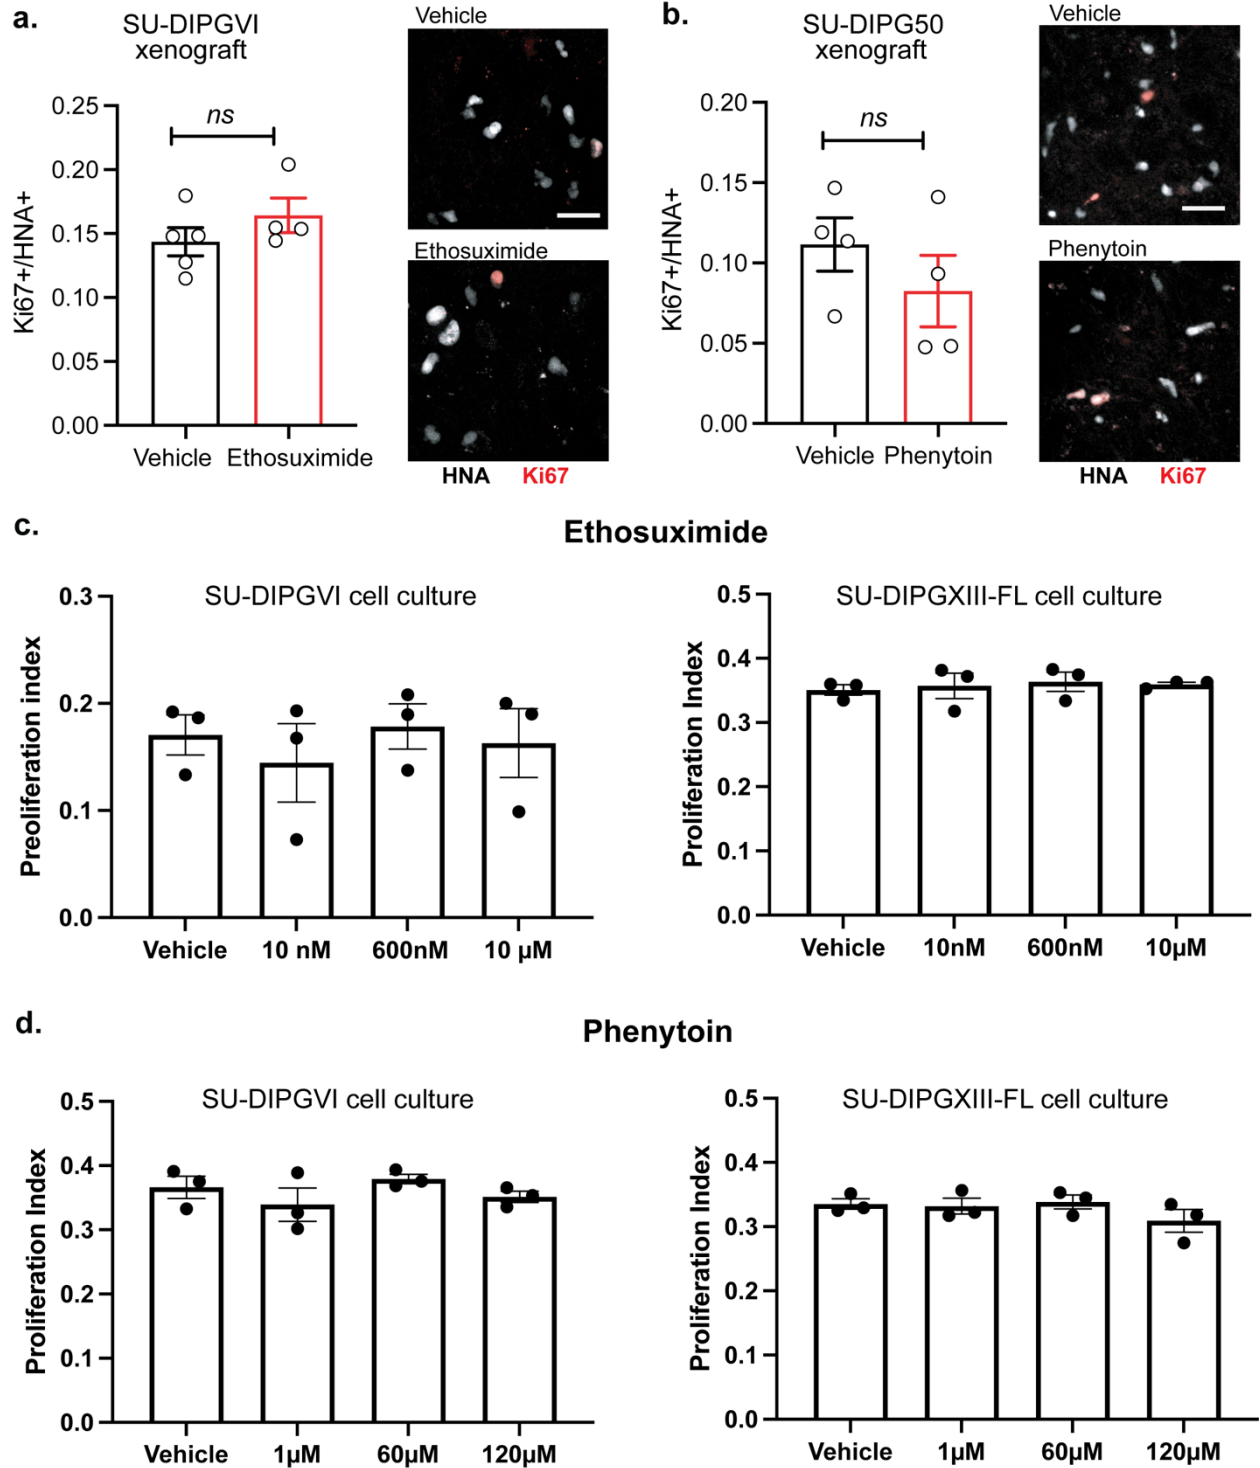 a.
SU-DIPGVI
xenograft
Ki67+/HNA+
0.25
0.20
0.15
0.10
0.05
0.00
ns
Vehicle Ethosuximide
Vehicle
Ethosuximide
HNA Ki67
b.
SU-DIPG50
xenograft
Ki67+/HNA+
0.20
0.15
0.10
0.05
0.00
ns
Vehicle Phenytoin
Vehicle
Phenytoin
HNA Ki67
c.
Ethosuximide
SU-DIPGVI cell culture
Preoliferation index
0.3
0.2
0.1
0.0
Vehicle 10 nM 600nM 10 µM
SU-DIPGXIII-FL cell culture
Proliferation Index
0.5
0.4
0.3
0.2
0.1
0.0
Vehicle 10nM 600nM 10µM
d.
Phenytoin
SU-DIPGVI cell culture
Proliferation Index
0.5
0.4
0.3
0.2
0.1
0.0
Vehicle 1µM 60µM 120µM
SU-DIPGXIII-FL cell culture
Proliferation Index
0.5
0.4
0.3
0.2
0.1
0.0
Vehicle 1µM 60µM 120µM